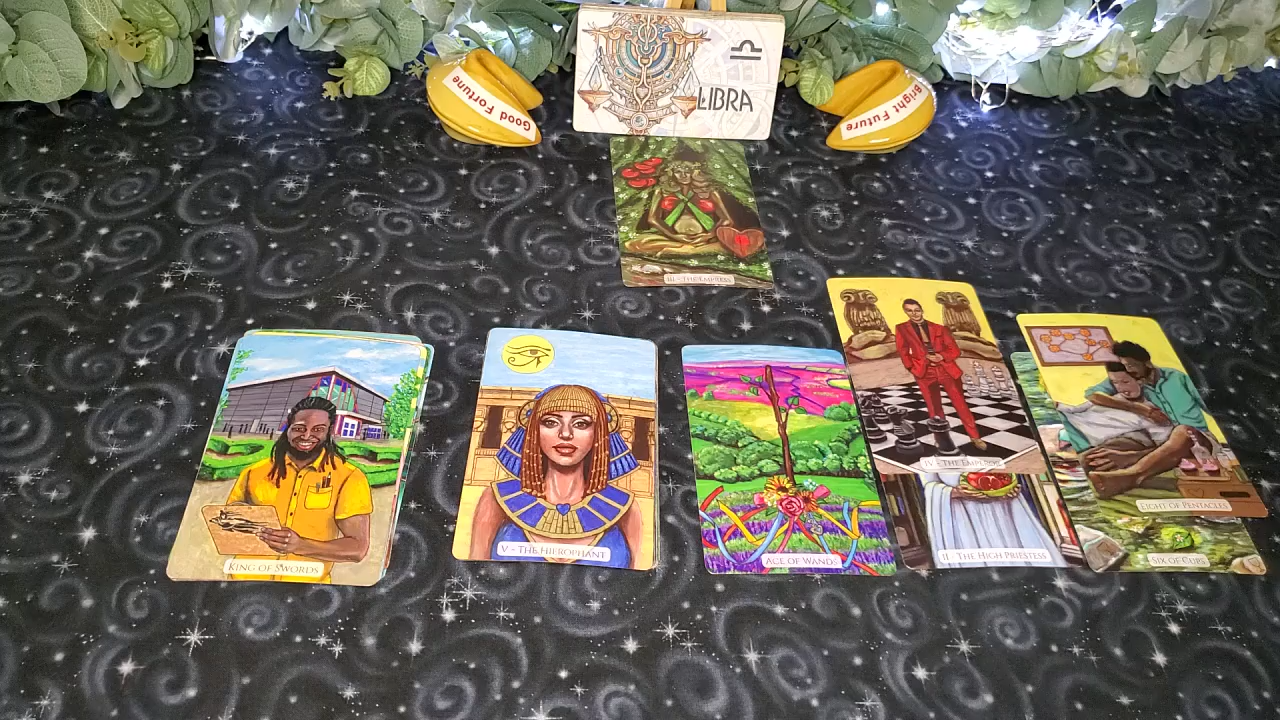 LIBRA
Good Fortune
Bright Future
III - THE EMPRESS
IV - THE EMPEROR
EIGHT OF PENTACLES
KING OF SWORDS
V - THE HIEROPHANT
ACE OF WANDS
II - THE HIGH PRIESTESS
SIX OF CUPS